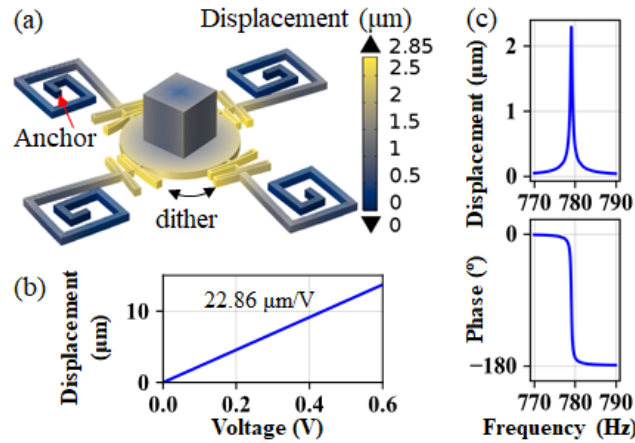 (a)
Displacement (μm)
2.85
2.5
2
1.5
1
0.5
0
0
Anchor
dither
(b)
Displacement
(μm)
10
0
22.86 μm/V
0.0 0.2 0.4 0.6
Voltage (V)
(c)
Displacement (μm)
2
1
0
770 780 790
Phase (°)
0
−180
770 780 790
Frequency (Hz)